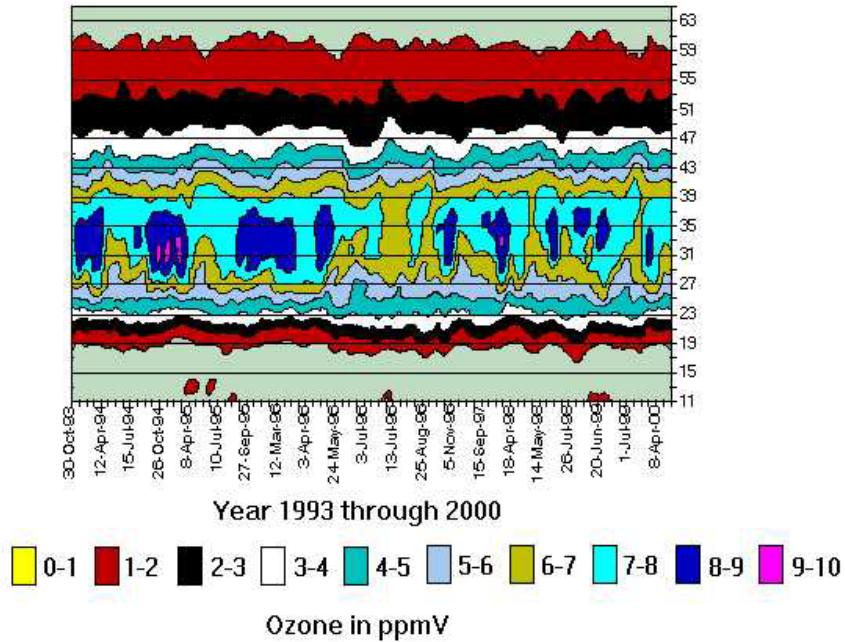 63
59
55
51
47
43
39
35
31
27
23
19
15
11
30-Oct-93
12-Apr-94
15-Jul-94
26-Oct-94
8-Apr-95
10-Jul-95
27-Sep-95
12-Mar-96
3-Apr-96
24-May-96
3-Jul-96
13-Jul-96
25-Aug-96
5-Nov-96
15-Sep-97
18-Apr-98
14-May-98
26-Jul-98
20-Jun-99
1-Jul-99
8-Apr-00
Year 1993 through 2000
0-1 1-2 2-3 3-4 4-5 5-6 6-7 7-8 8-9 9-10
Ozone in ppmV